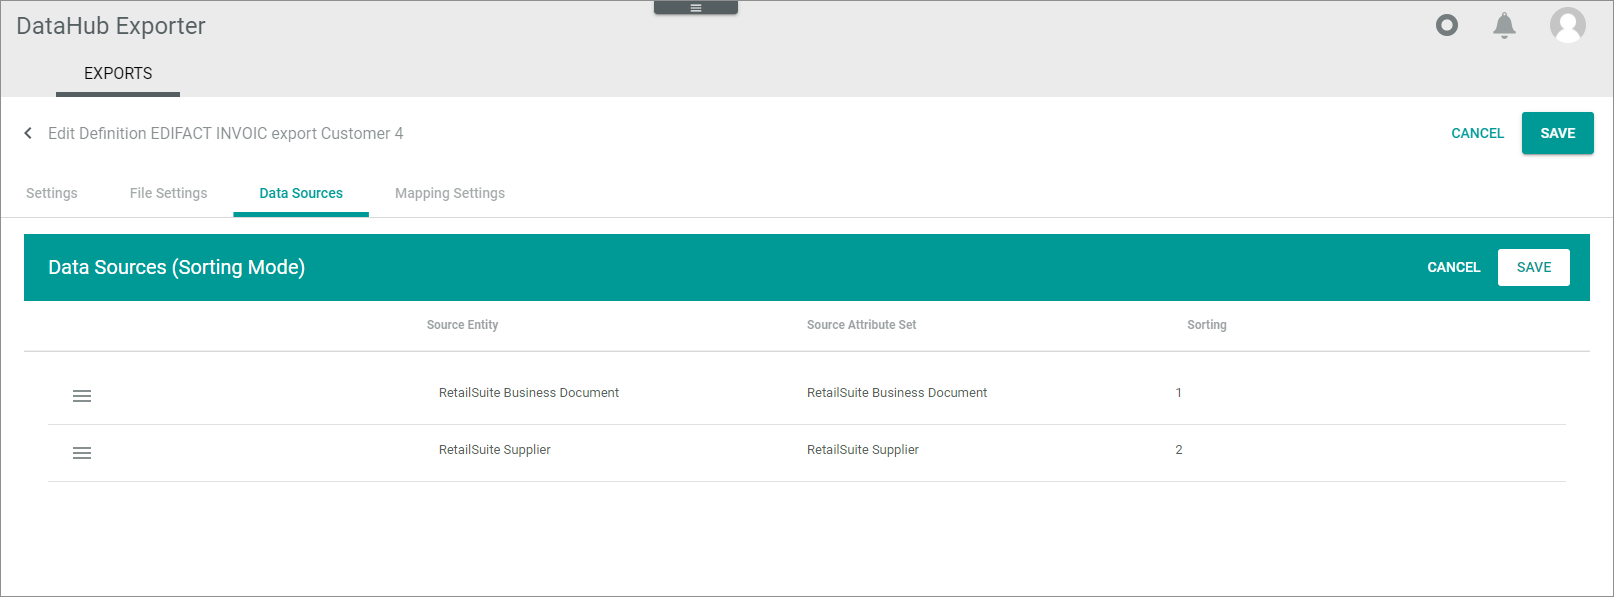 DataHub Exporter
EXPORTS
Edit Definition EDIFACT INVOIC export Customer 4
CANCEL
SAVE
Settings
File Settings
Data Sources
Mapping Settings
Data Sources (Sorting Mode)
CANCEL
SAVE
Source Entity
Source Attribute Set
Sorting
RetailSuite Business Document
RetailSuite Business Document
1
RetailSuite Supplier
RetailSuite Supplier
2